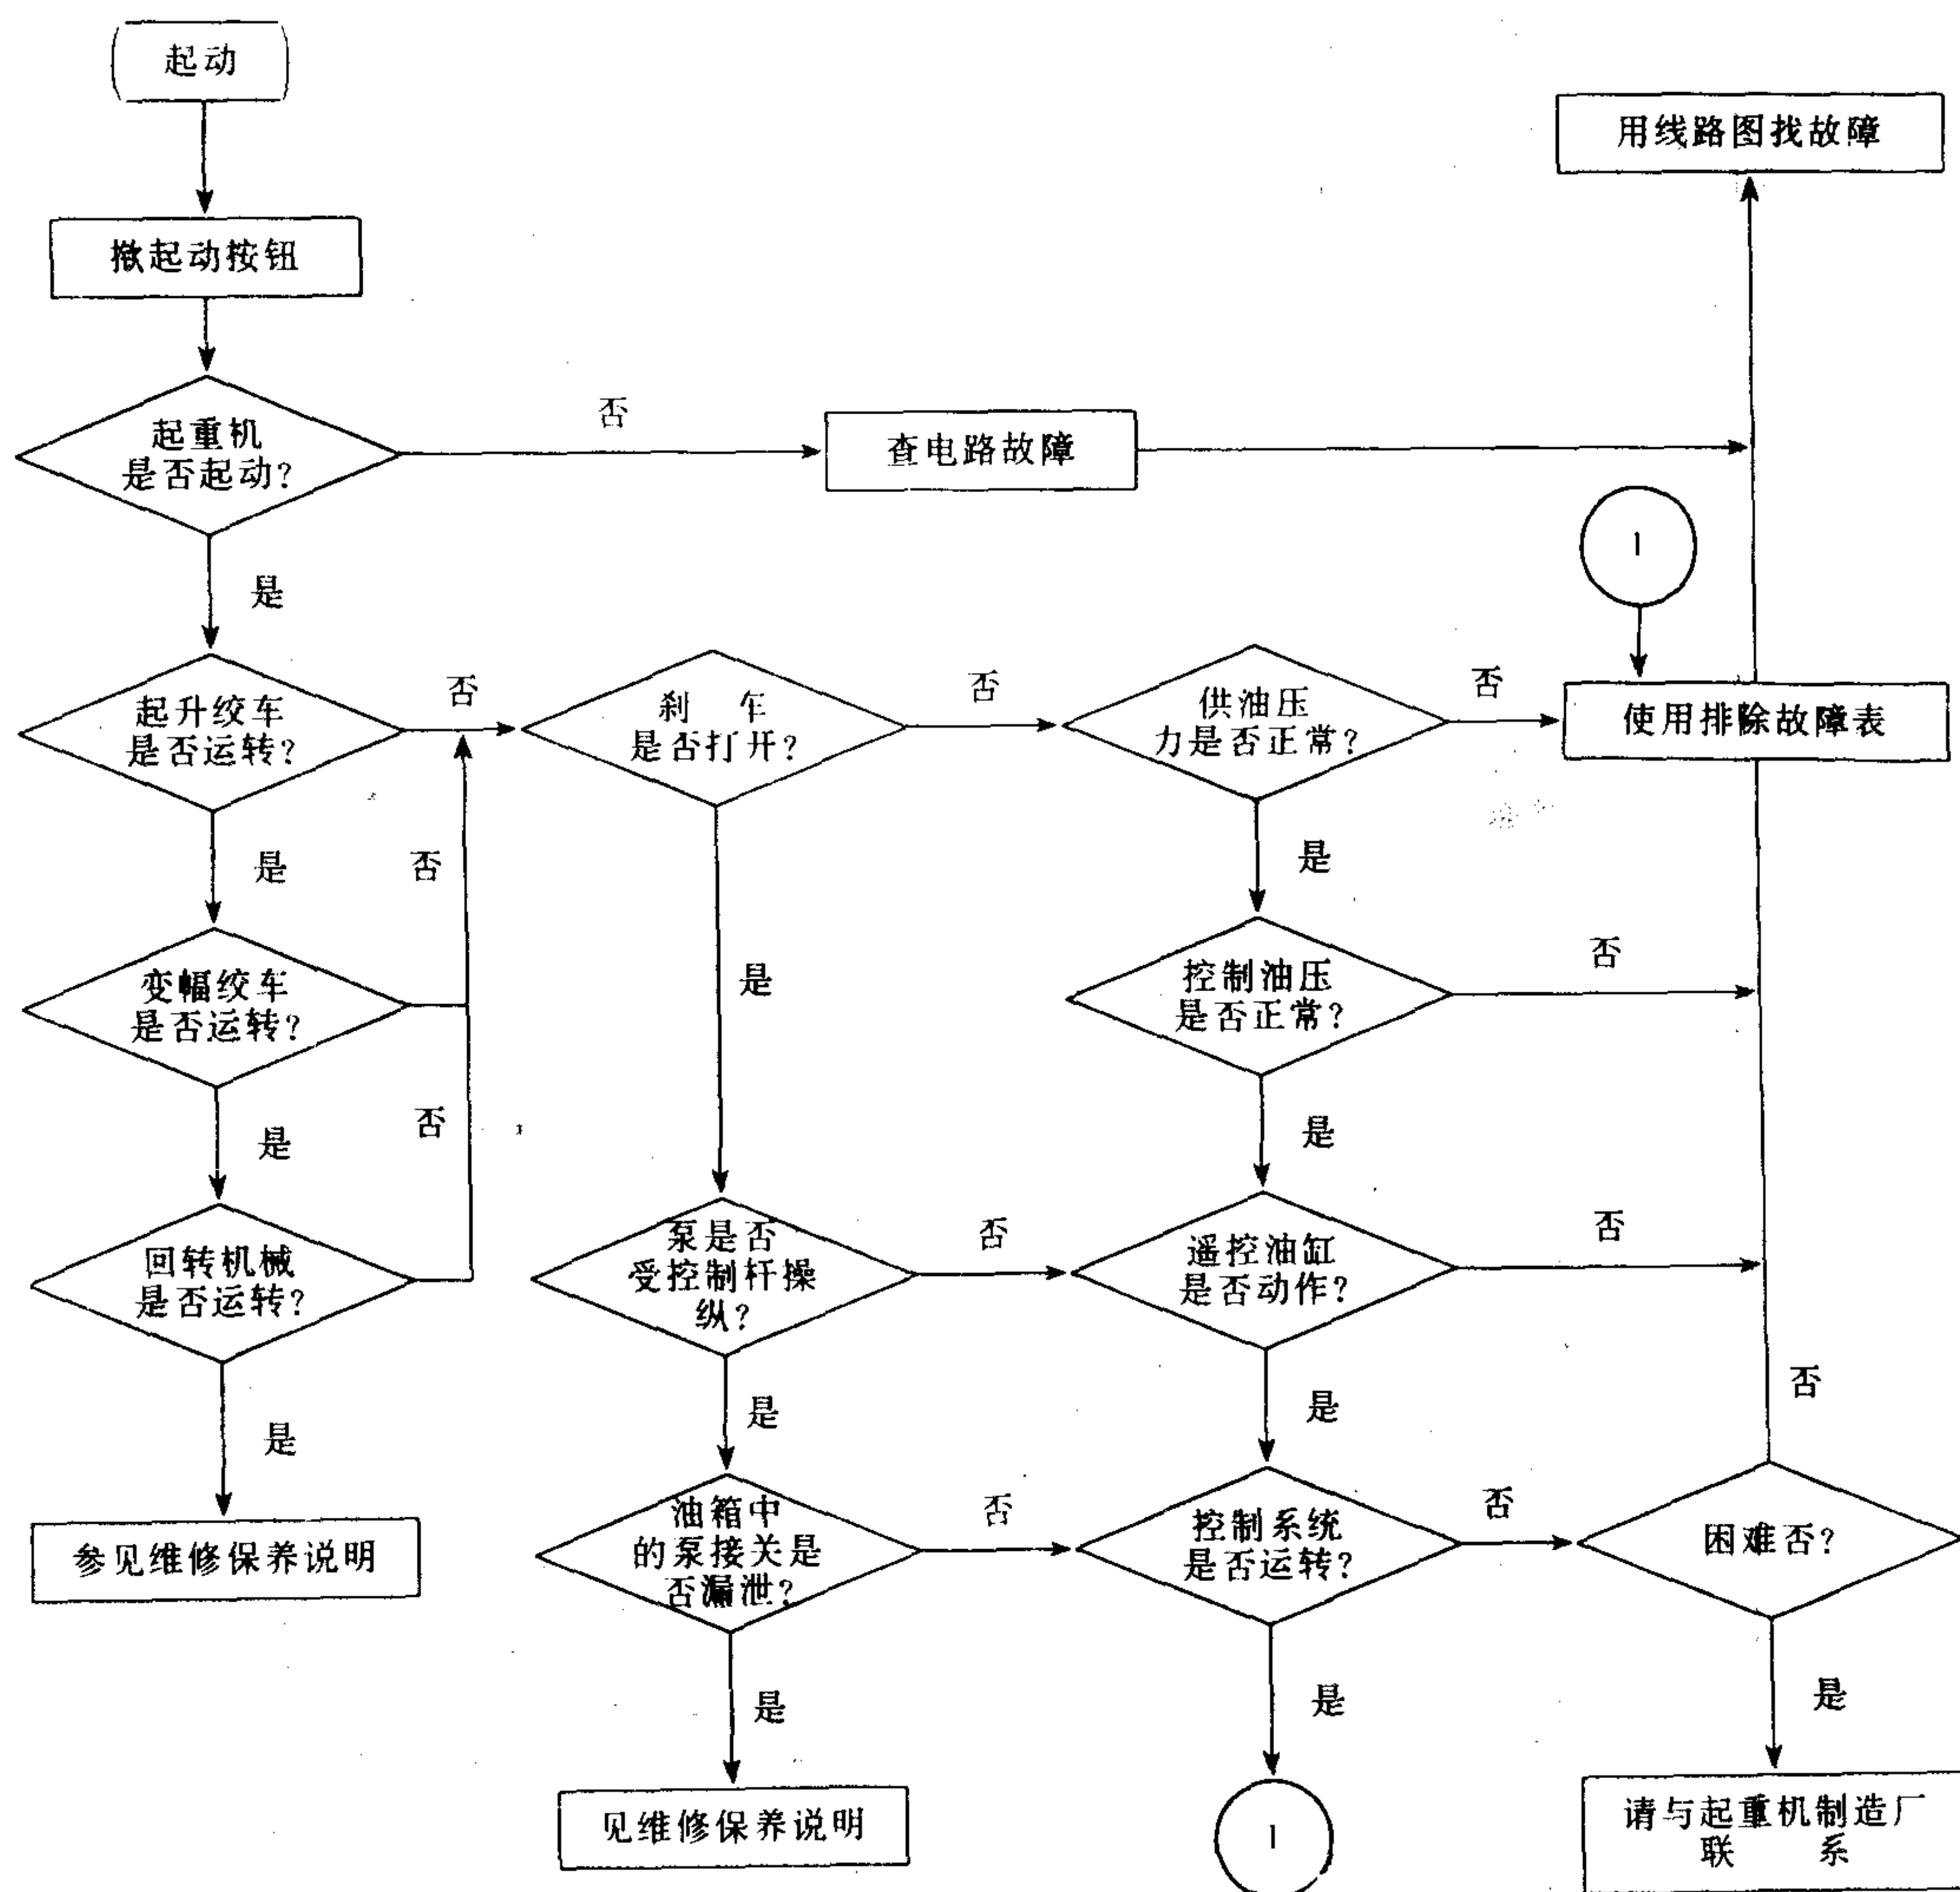 起动
用线路图找故障
揿起动按钮
否
起重机
是否起动?
查电路故障
1
是
否
否
否
起升绞车
是否运转?
刹 车
是否打开?
供油压
力是否正常?
使用排除故障表
是
否
是
否
变幅绞车
是否运转?
是
控制油压
是否正常?
是
否
是
否
否
回转机械
是否运转?
泵是否
受控制杆操
纵?
遥控油缸
是否动作?
否
是
是
是
否
否
油箱中
的泵接关是
否漏泄?
控制系统
是否运转?
困难否?
参见维修保养说明
是
是
是
见维修保养说明
1
请与起重机制造厂
联 系